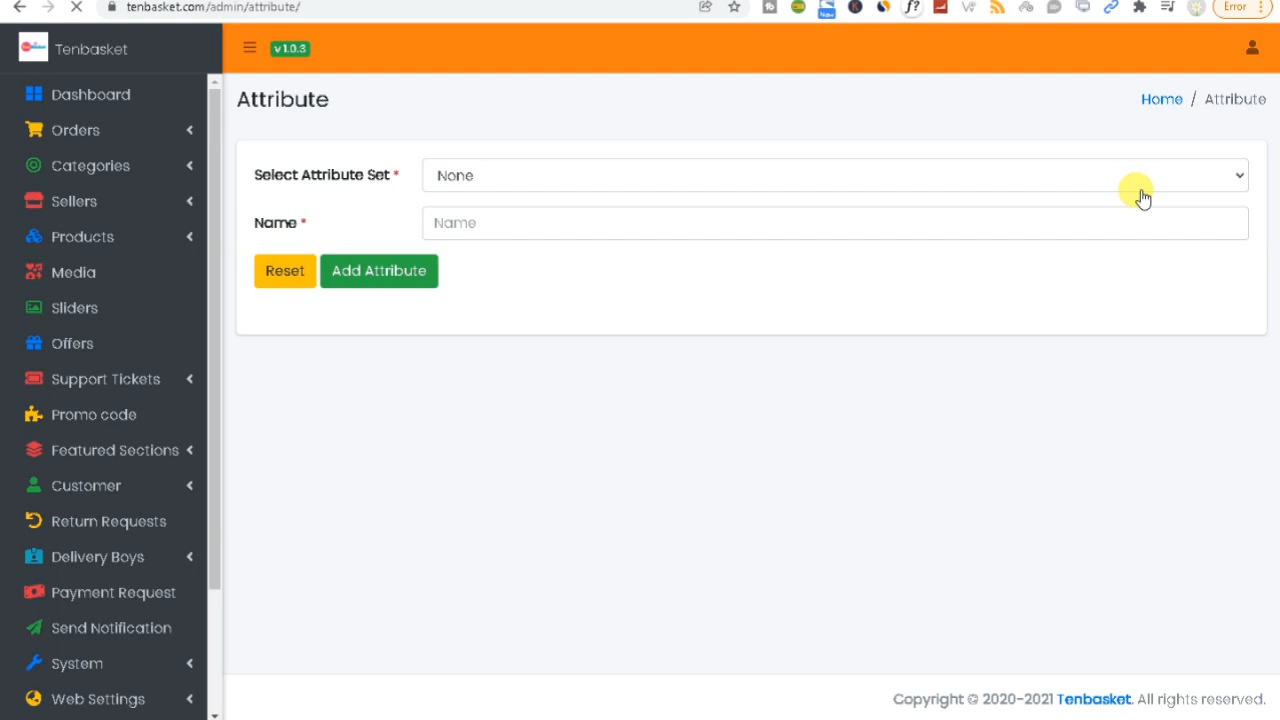 tenbasket.com/admin/attribute/
Error
Tenbasket
v 1.0.3
Dashboard
Orders
Categories
Sellers
Products
Media
Sliders
Offers
Support Tickets
Promo code
Featured Sections
Customer
Return Requests
Delivery Boys
Payment Request
Send Notification
System
Web Settings
Attribute
Home / Attribute
Select Attribute Set *
None
Name *
Name
Reset
Add Attribute
Copyright © 2020-2021 Tenbasket. All rights reserved.